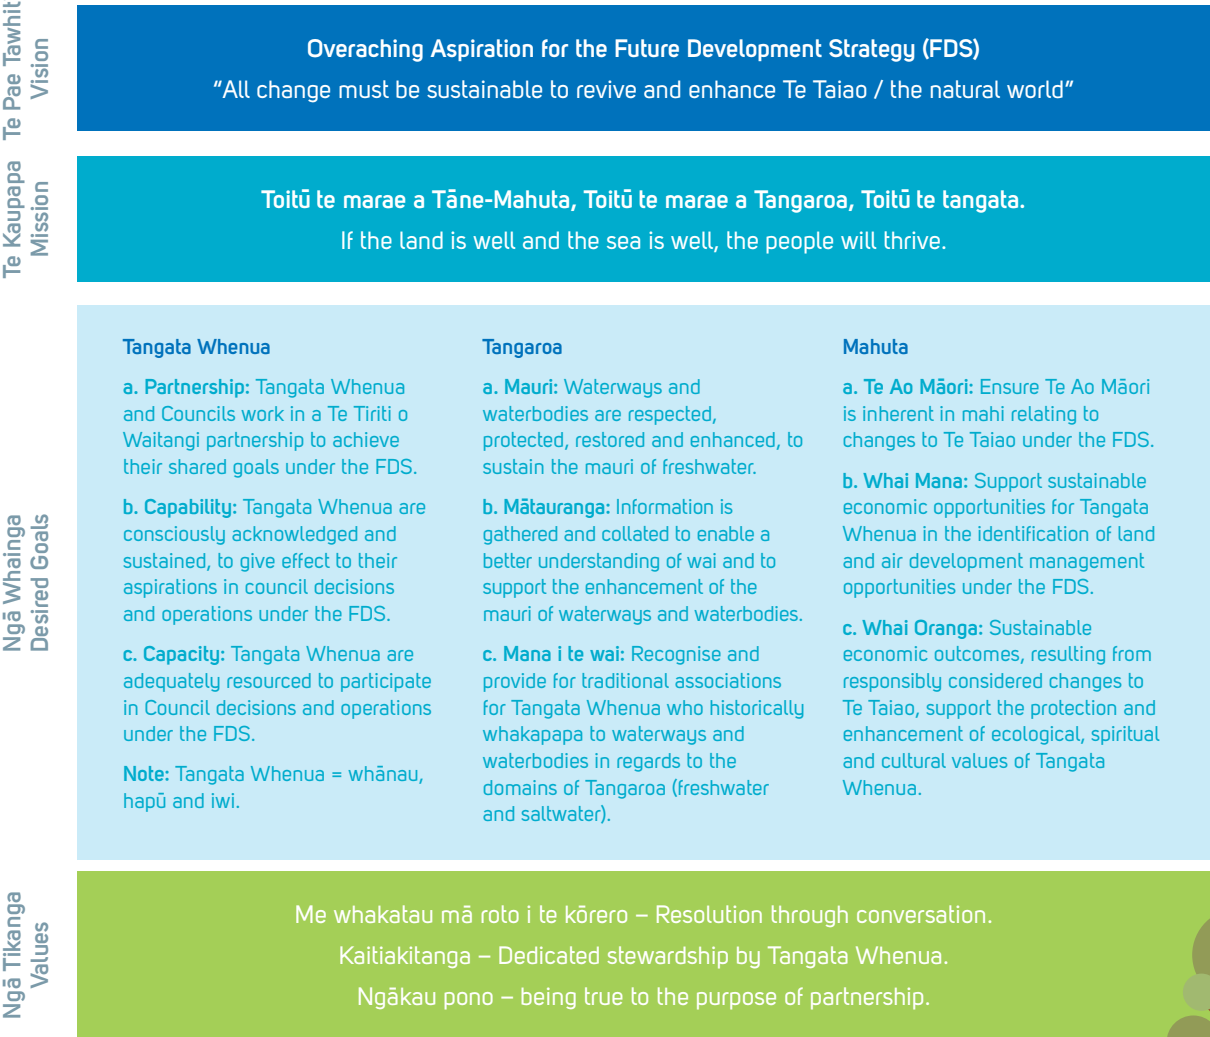 Te Pae Tawhit
Vision
Overaching Aspiration for the Future Development Strategy (FDS)
“All change must be sustainable to revive and enhance Te Taiao / the natural world”
Te Kaupapa
Mission
Toitū te marae a Tāne-Mahuta, Toitū te marae a Tangaroa, Toitū te tangata.
If the land is well and the sea is well, the people will thrive.
Ngā Whainga
Desired Goals
Tangata Whenua
a. Partnership: Tangata Whenua
and Councils work in a Te Tiriti o
Waitangi partnership to achieve
their shared goals under the FDS.
b. Capability: Tangata Whenua are
consciously acknowledged and
sustained, to give effect to their
aspirations in council decisions
and operations under the FDS.
c. Capacity: Tangata Whenua are
adequately resourced to participate
in Council decisions and operations
under the FDS.
Note: Tangata Whenua = whānau,
hapū and iwi.
Tangaroa
a. Mauri: Waterways and
waterbodies are respected,
protected, restored and enhanced, to
sustain the mauri of freshwater.
b. Mātauranga: Information is
gathered and collated to enable a
better understanding of wai and to
support the enhancement of the
mauri of waterways and waterbodies.
c. Mana i te wai: Recognise and
provide for traditional associations
for Tangata Whenua who historically
whakapapa to waterways and
waterbodies in regards to the
domains of Tangaroa (freshwater
and saltwater).
Mahuta
a. Te Ao Māori: Ensure Te Ao Māori
is inherent in mahi relating to
changes to Te Taiao under the FDS.
b. Whai Mana: Support sustainable
economic opportunities for Tangata
Whenua in the identification of land
and air development management
opportunities under the FDS.
c. Whai Oranga: Sustainable
economic outcomes, resulting from
responsibly considered changes to
Te Taiao, support the protection and
enhancement of ecological, spiritual
and cultural values of Tangata
Whenua.
Ngā Tikanga
Values
Me whakatau mā roto i te kōrero – Resolution through conversation.
Kaitiakitanga – Dedicated stewardship by Tangata Whenua.
Ngākau pono – being true to the purpose of partnership.